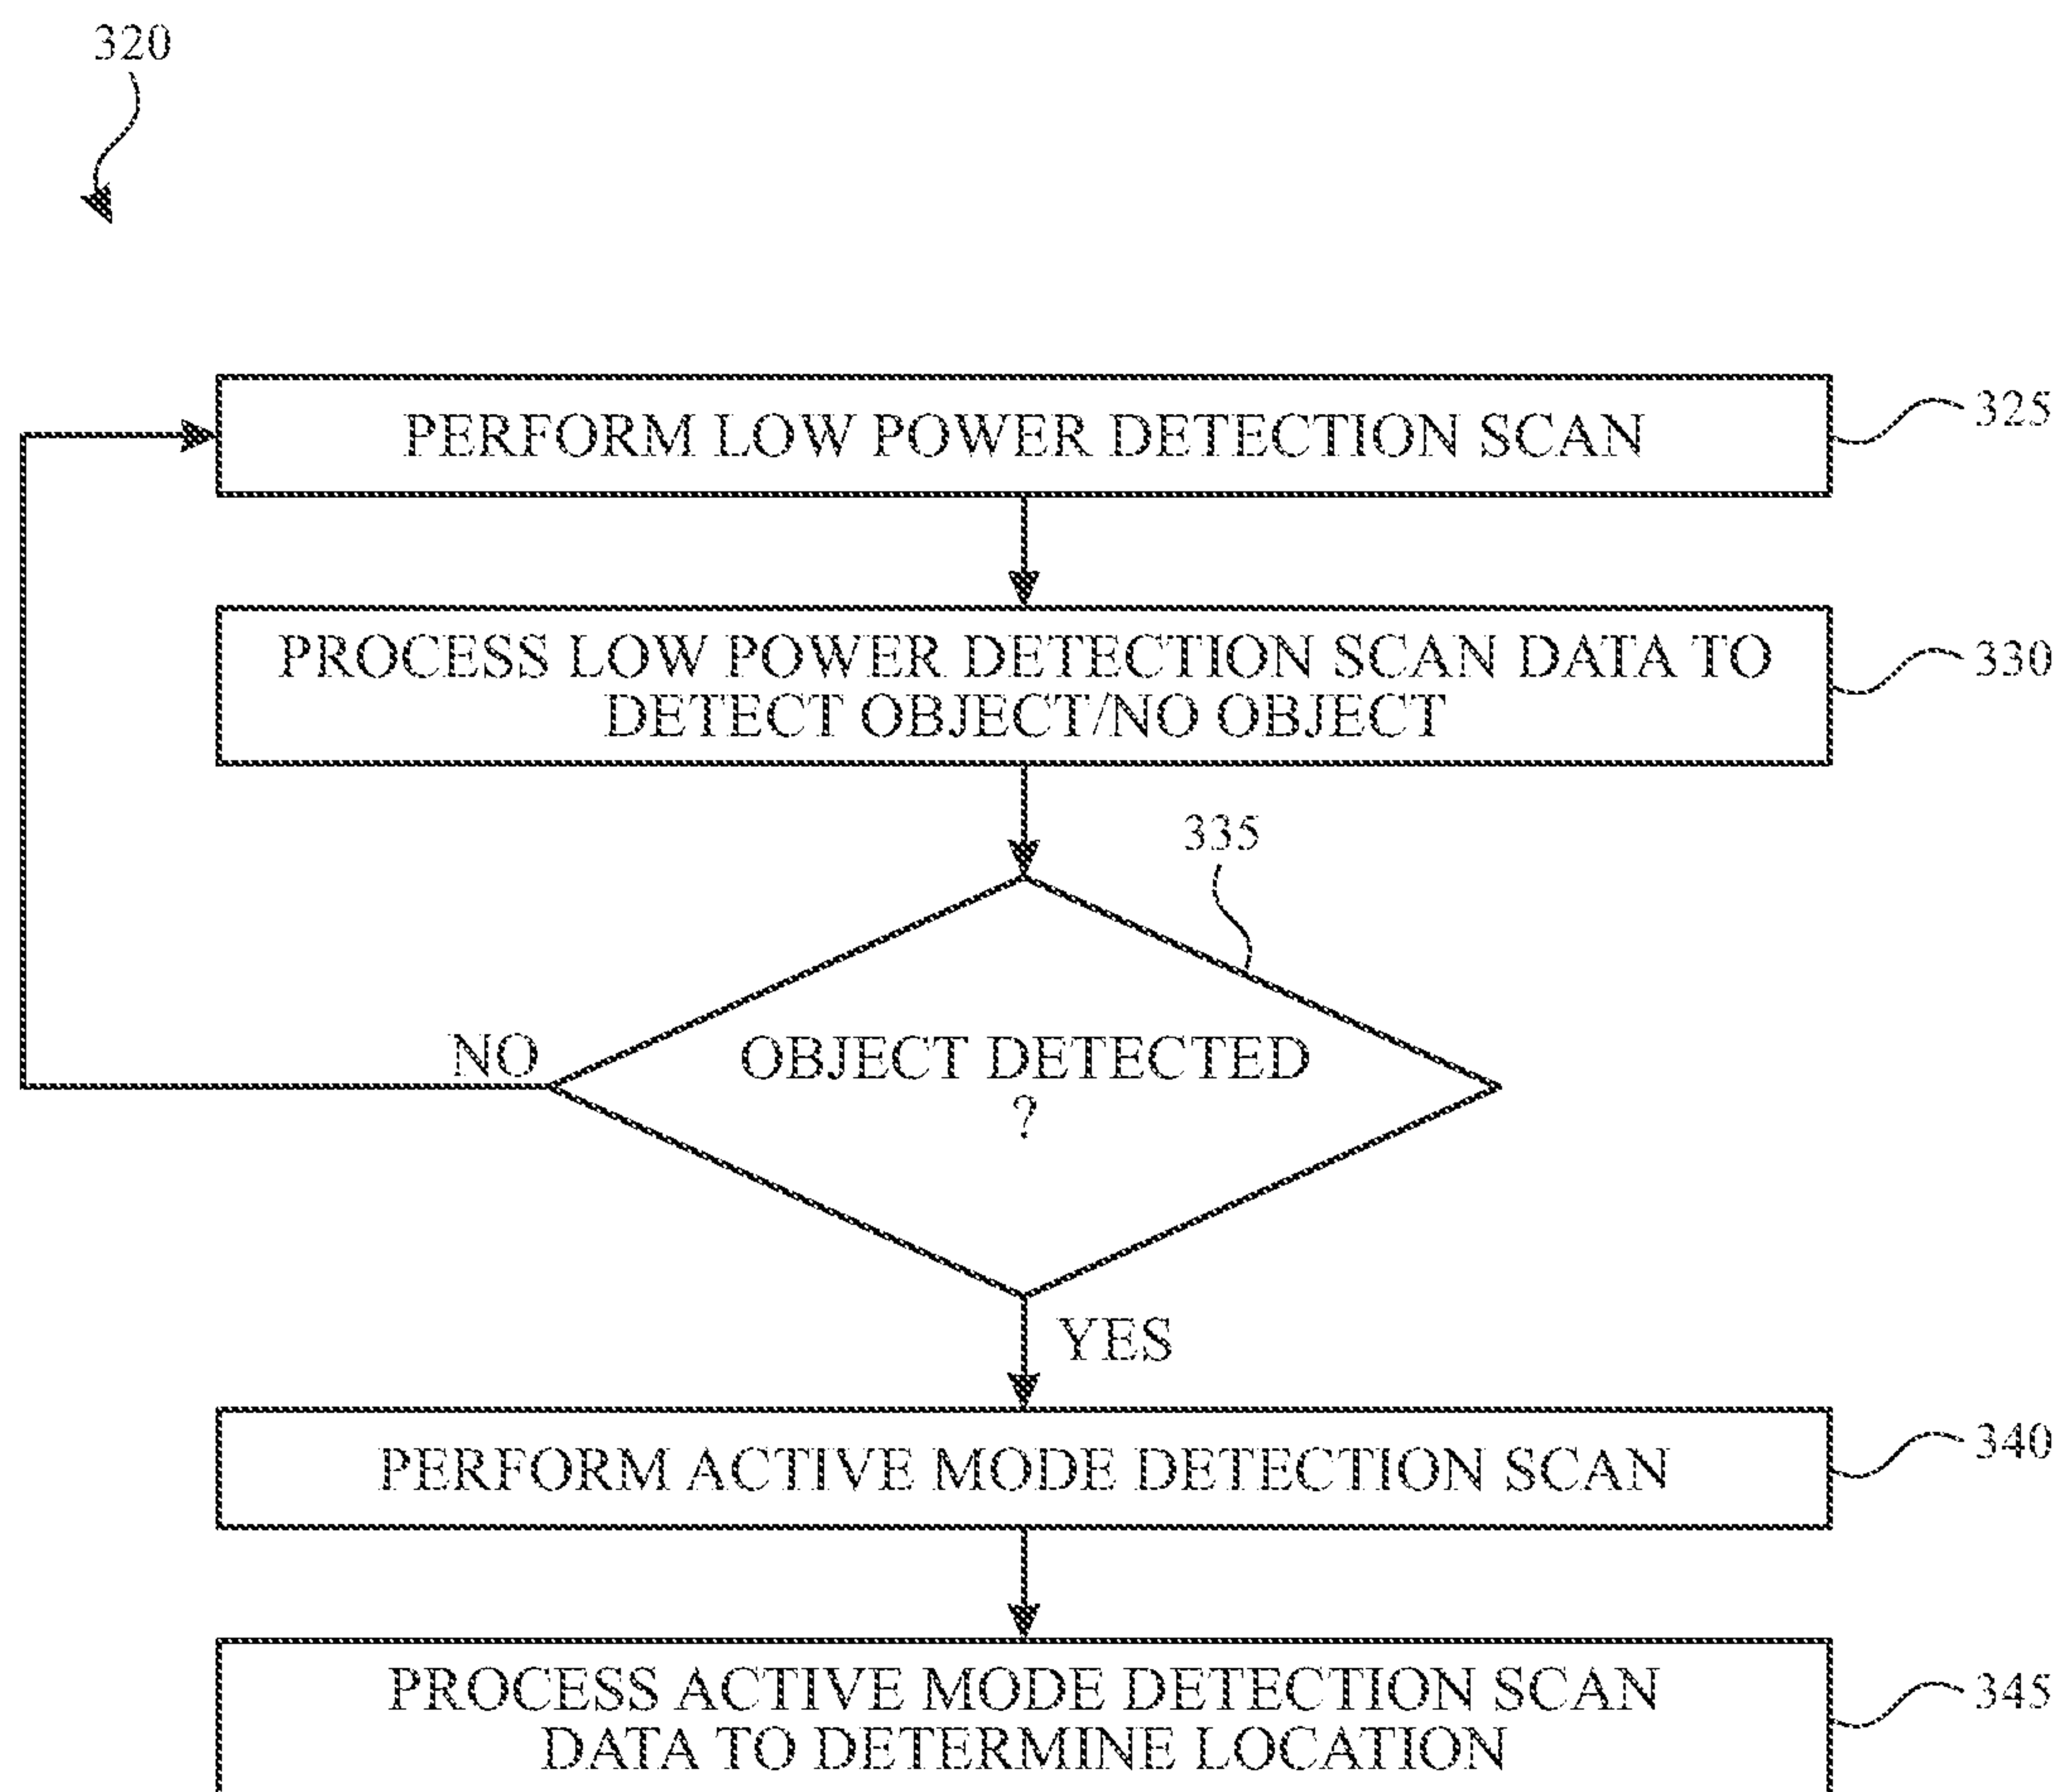 320
PERFORM LOW POWER DETECTION SCAN
325
PROCESS LOW POWER DETECTION SCAN DATA TO
DETECT OBJECT/NO OBJECT
330
335
OBJECT DETECTED
?
NO
YES
PERFORM ACTIVE MODE DETECTION SCAN
340
PROCESS ACTIVE MODE DETECTION SCAN
DATA TO DETERMINE LOCATION
345